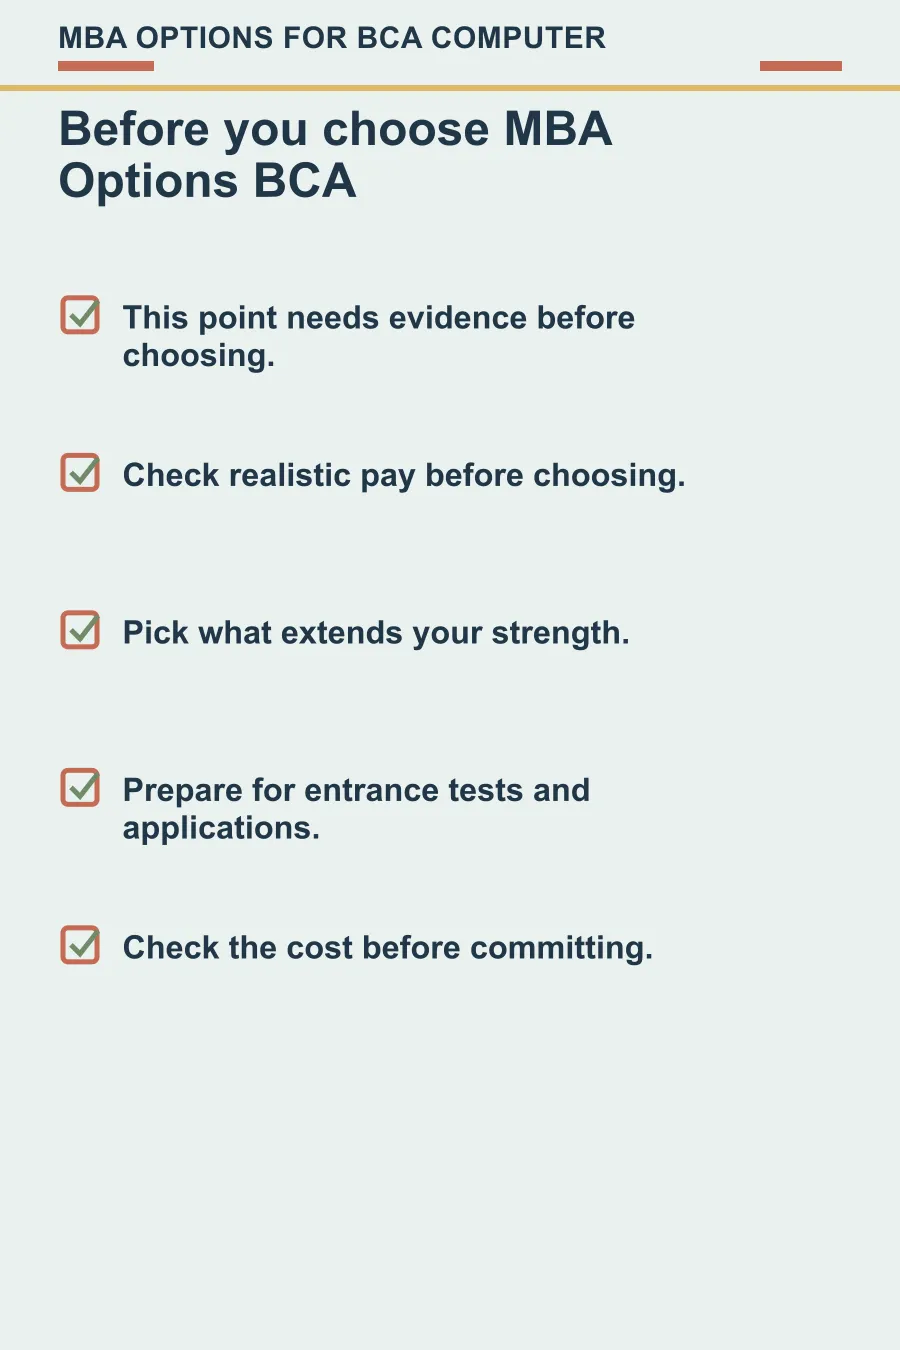 MBA OPTIONS FOR BCA COMPUTER
Before you choose MBA
Options BCA
This point needs evidence before
choosing.
Check realistic pay before choosing.
Pick what extends your strength.
Prepare for entrance tests and
applications.
Check the cost before committing.